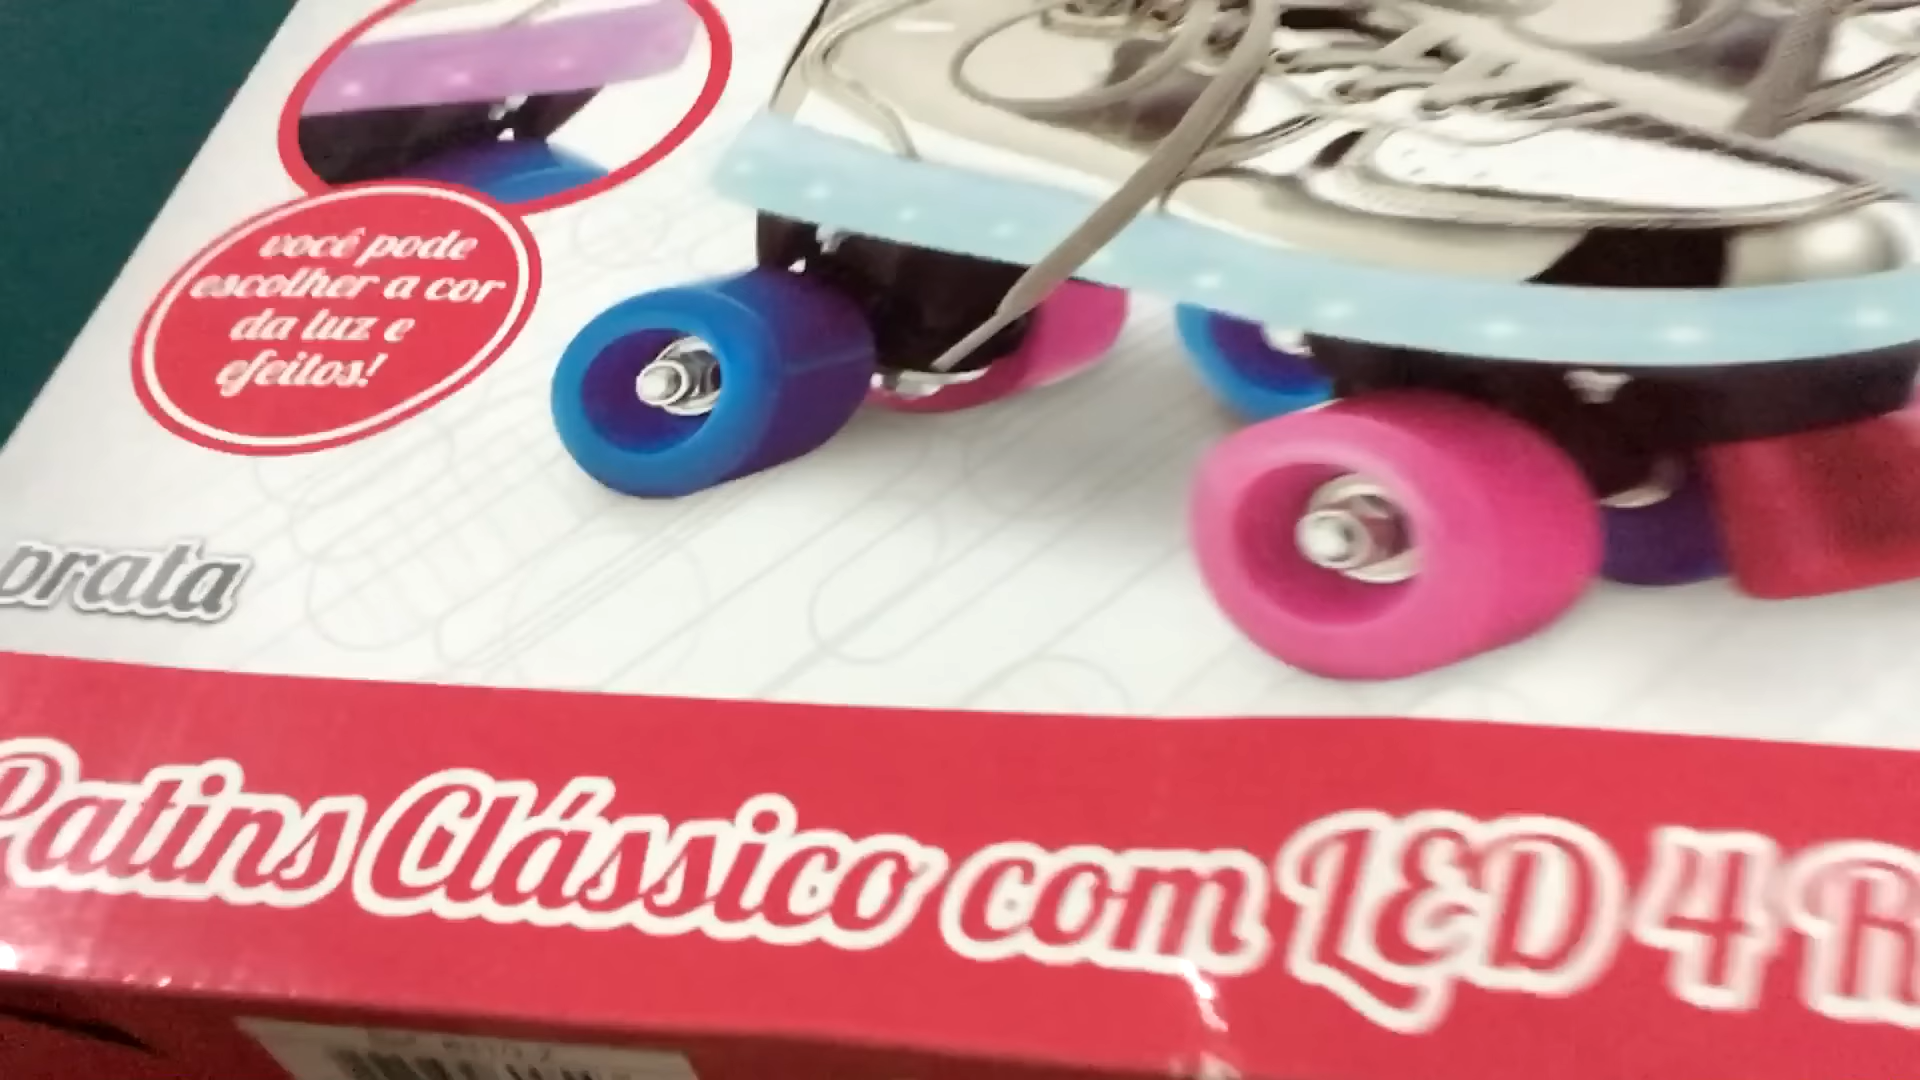 você pode
escolher a cor
da luz e
efeitos!
prata
Patins Clássico com LED 4 R